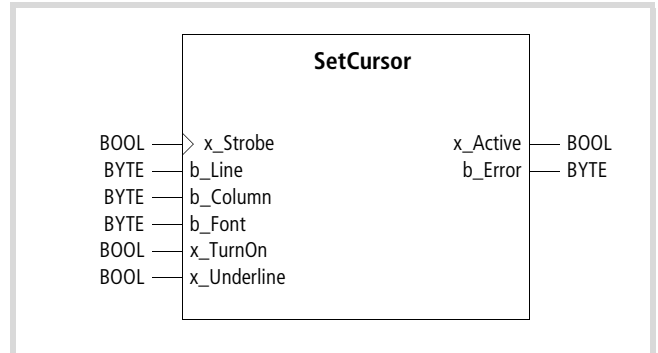 SetCursor
BOOL x_Strobe x_Active BOOL
BYTE b_Line b_Error BYTE
BYTE b_Column
BYTE b_Font
BOOL x_TurnOn
BOOL x_Underline